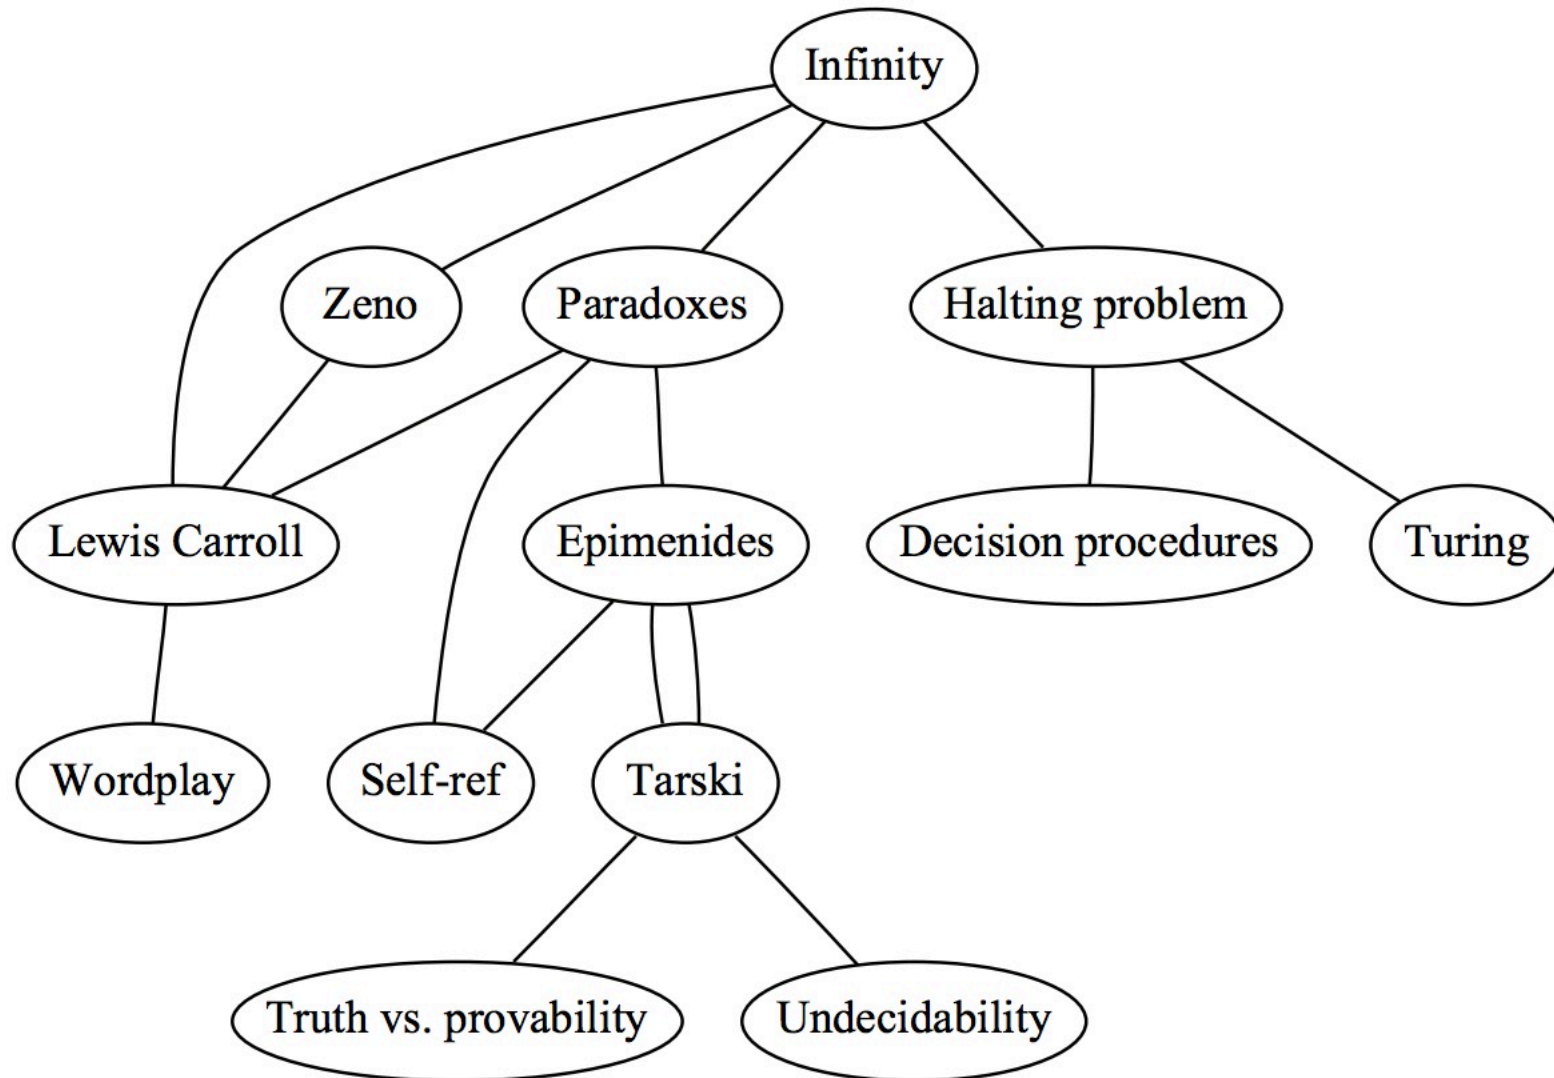 Infinity
Zeno
Paradoxes
Halting problem
Lewis Carroll
Epimenides
Decision procedures
Turing
Wordplay
Self-ref
Tarski
Truth vs. provability
Undecidability